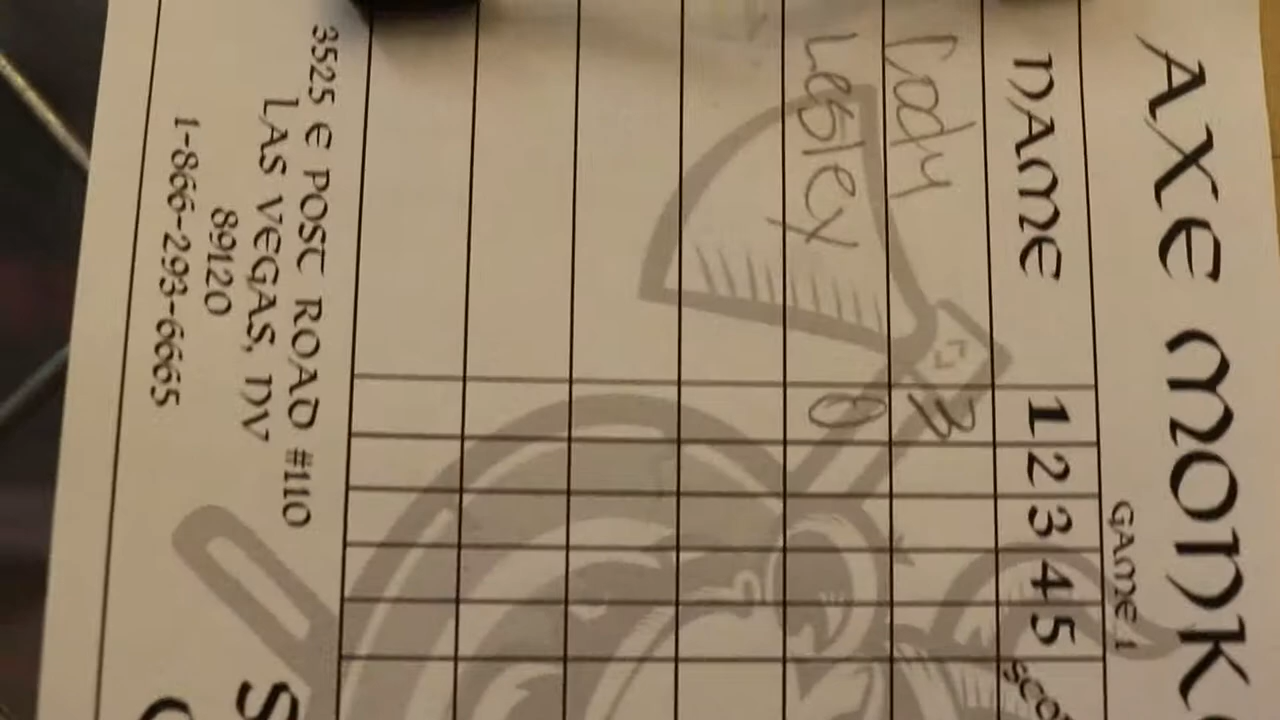 AXE MONK
GAME 1
NAME 1 2 3 4 5
Cody 3
Lesley 0
3525 E POST ROAD #110
LAS VEGAS, NV
89120
1-866-293-6665